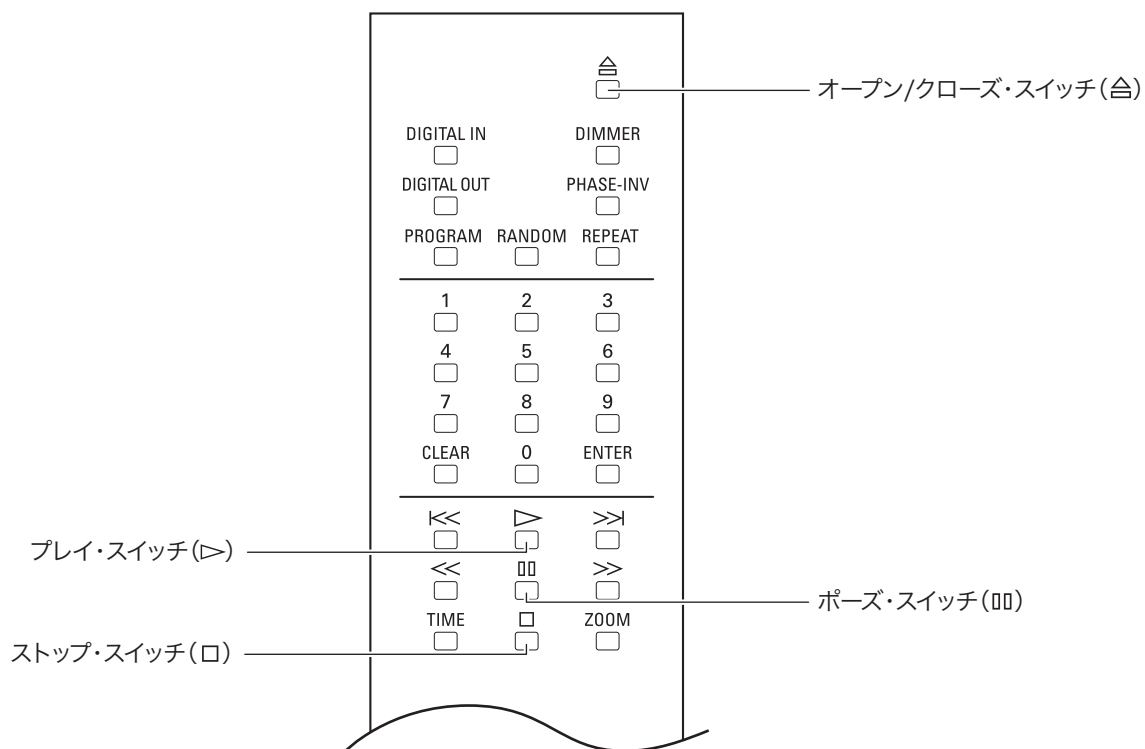 オープン/クローズ・スイッチ(≙)
DIGITAL IN DIMMER
DIGITAL OUT PHASE-INV
PROGRAM RANDOM REPEAT
1 2 3
4 5 6
7 8 9
CLEAR 0 ENTER
プレイ・スイッチ(▷)
ポーズ・スイッチ(▯▯)
TIME ZOOM
ストップ・スイッチ(□)